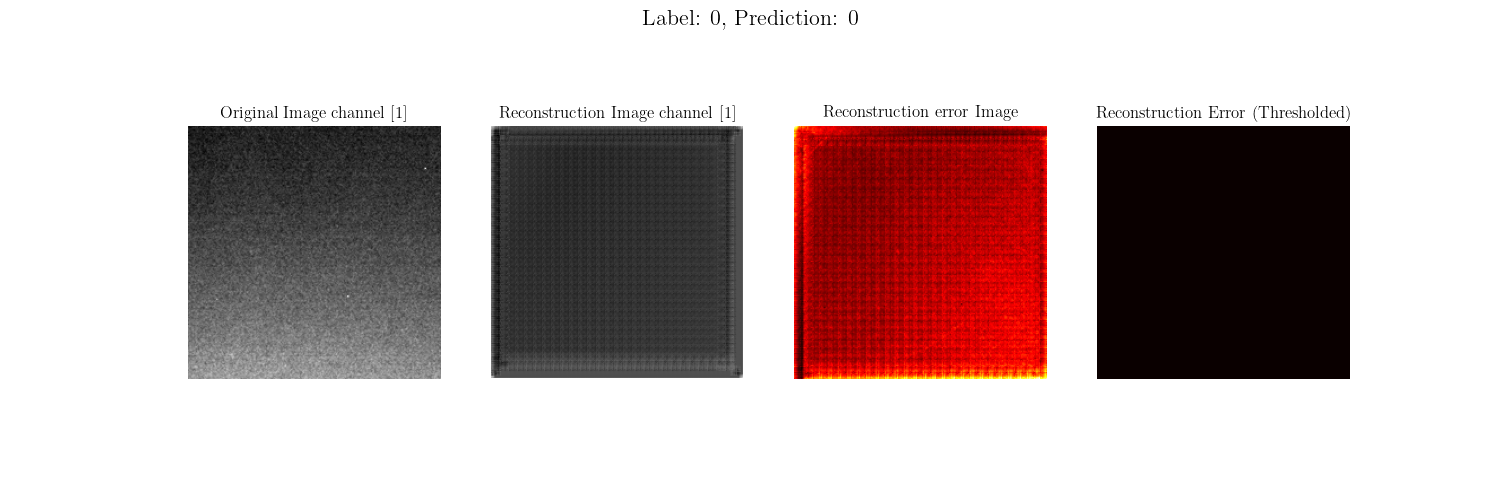 Label: 0, Prediction: 0
Original Image channel [1]
Reconstruction Image channel [1]
Reconstruction error Image
Reconstruction Error (Thresholded)